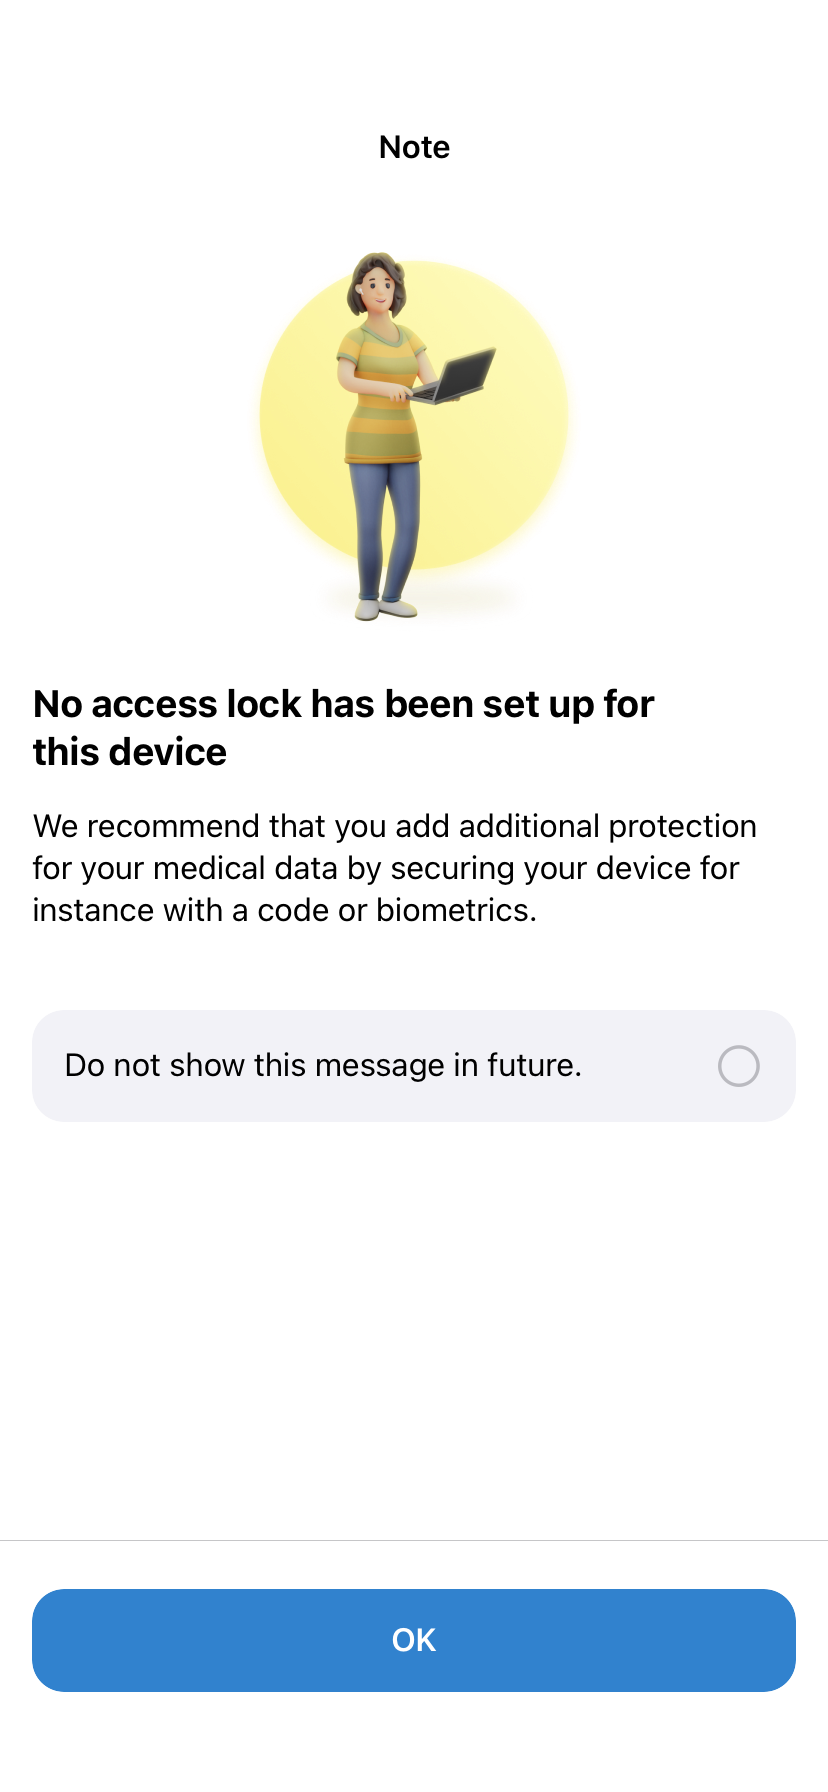 Note
No access lock has been set up for
this device
We recommend that you add additional protection
for your medical data by securing your device for
instance with a code or biometrics.
Do not show this message in future.
OK